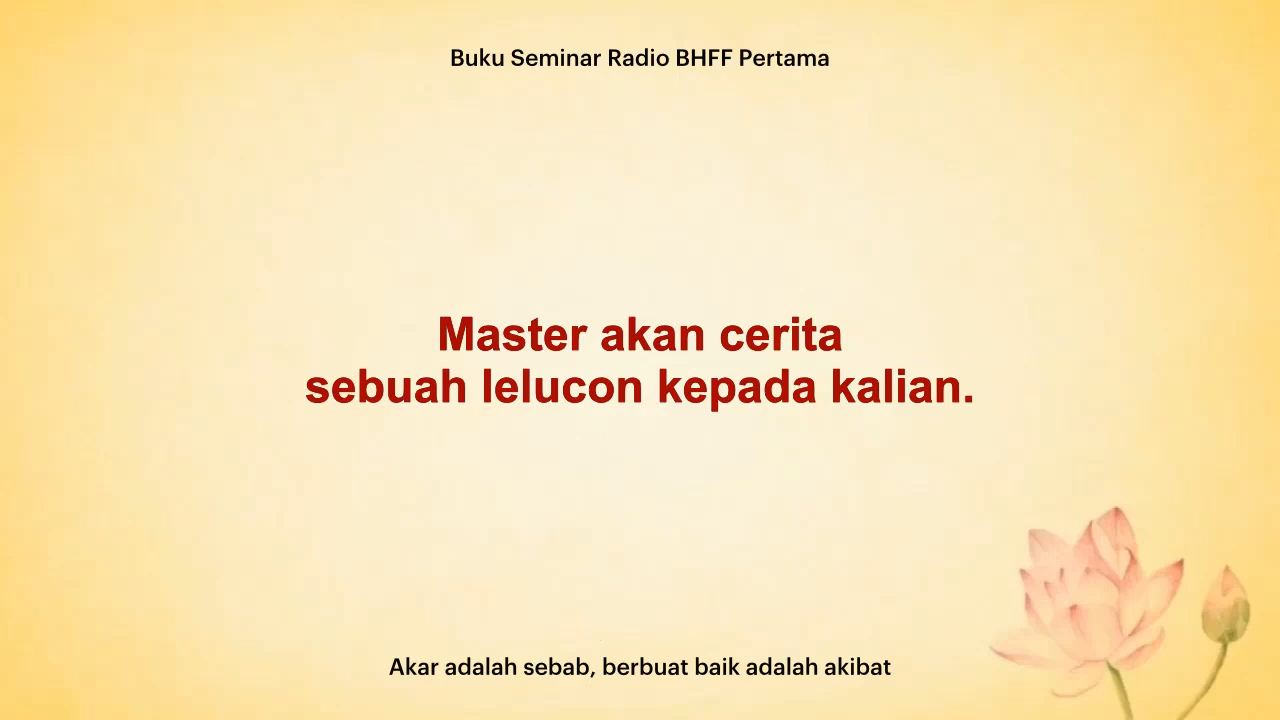 Buku Seminar Radio BHFF Pertama
Master akan cerita
sebuah lelucon kepada kalian.
Akar adalah sebab, berbuat baik adalah akibat